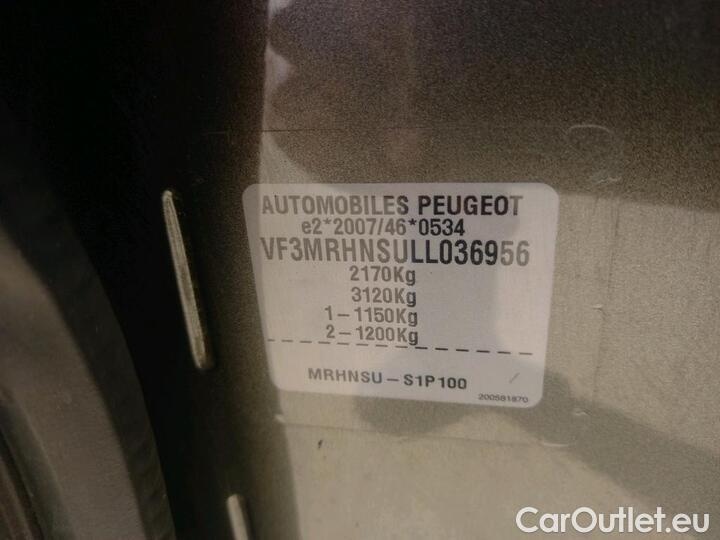 AUTOMOBILES PEUGEOT
e2*2007/46*0534
VF3MRHNSULL036956
2170Kg
3120Kg
1-1150Kg
2-1200Kg
MRHNSU-S1P100
200581870
CarOutlet.eu